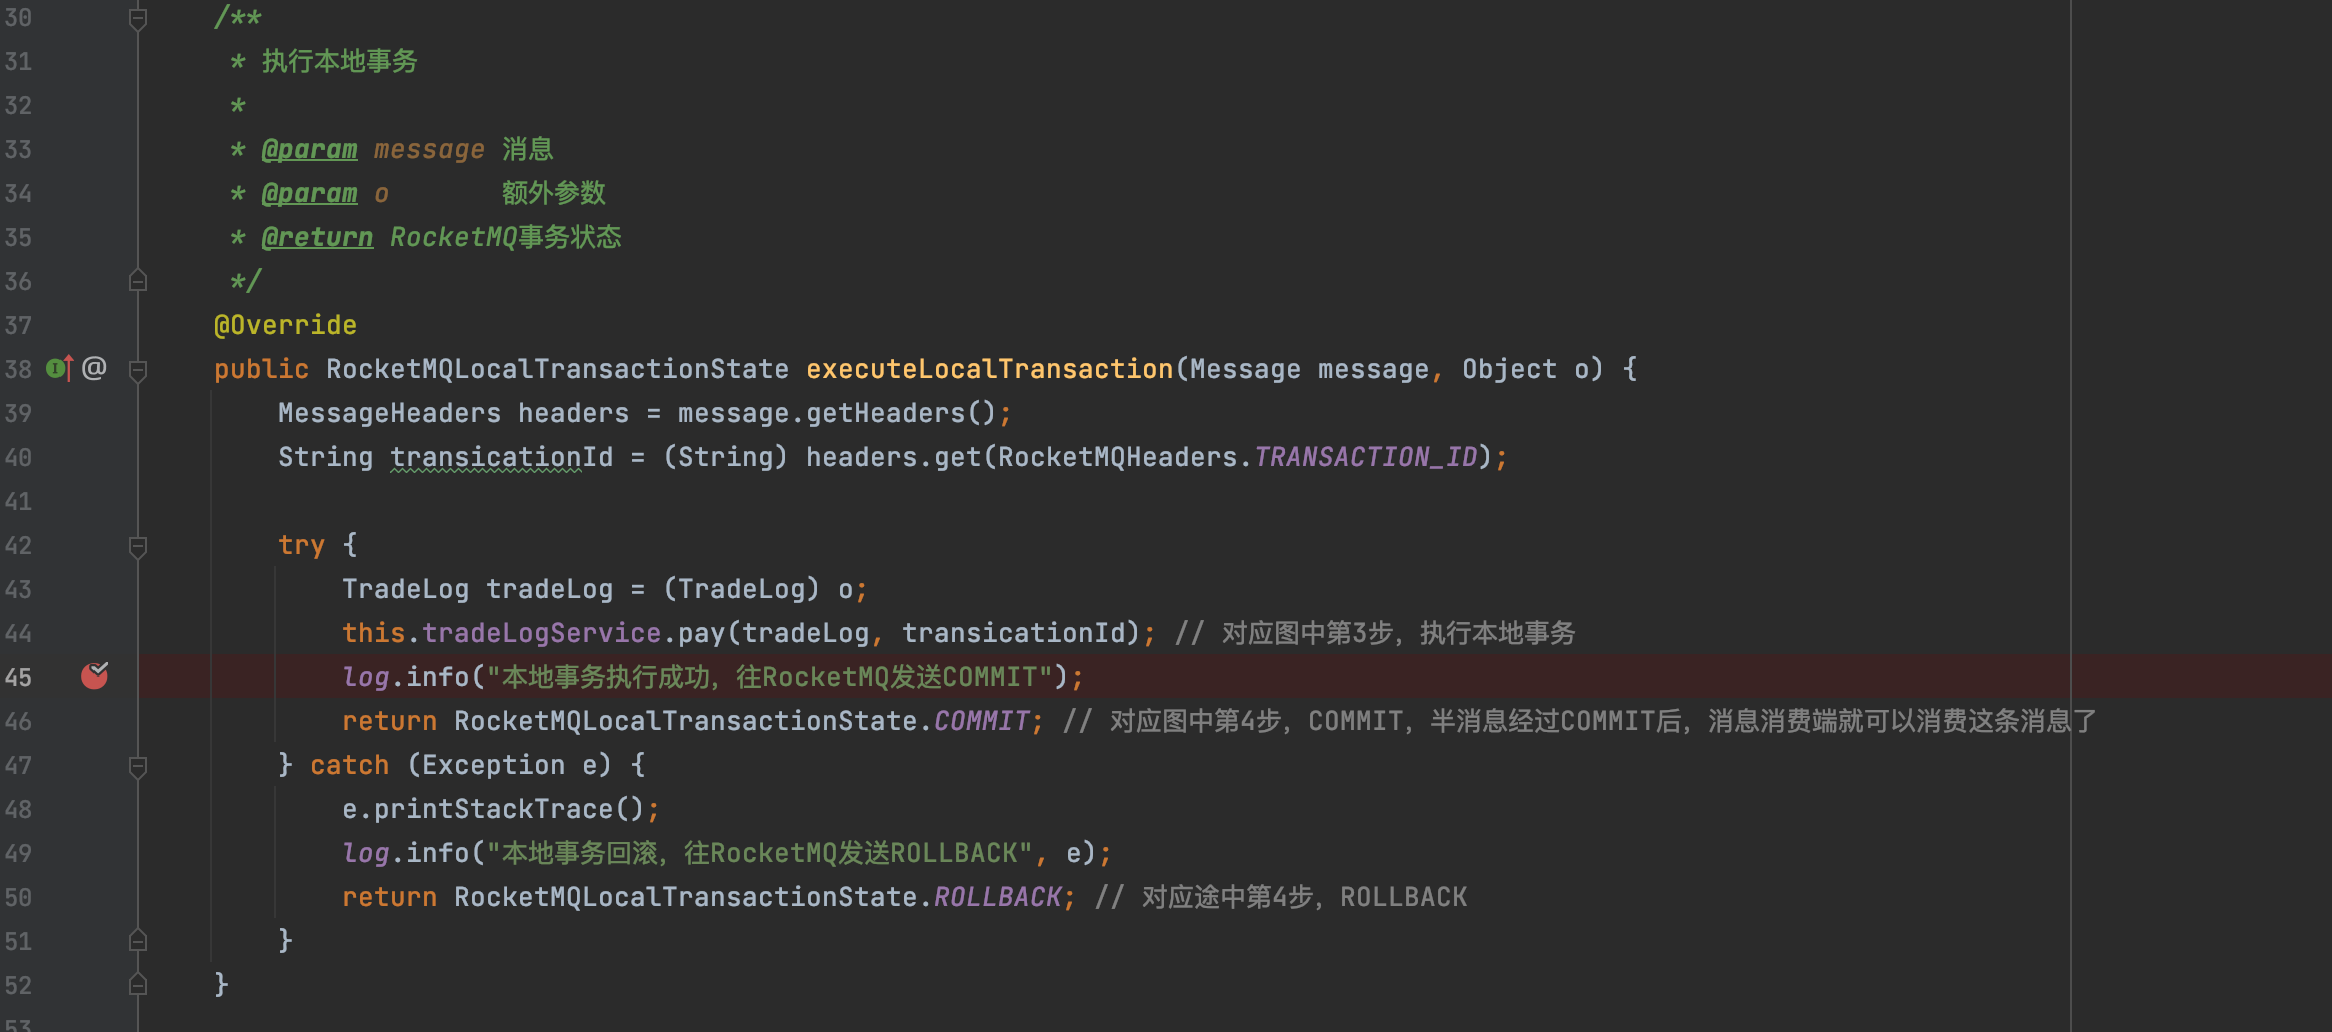 30 /**
31 * 执行本地事务
32 *
33 * @param message 消息
34 * @param o 额外参数
35 * @return RocketMQ事务状态
36 */
37 @Override
38 public RocketMQLocalTransactionState executeLocalTransaction(Message message, Object o) {
39 MessageHeaders headers = message.getHeaders();
40 String transicationId = (String) headers.get(RocketMQHeaders.TRANSACTION_ID);
41
42 try {
43 TradeLog tradeLog = (TradeLog) o;
44 this.tradeLogService.pay(tradeLog, transicationId); // 对应图中第3步，执行本地事务
45 log.info("本地事务执行成功，往RocketMQ发送COMMIT");
46 return RocketMQLocalTransactionState.COMMIT; // 对应图中第4步，COMMIT，半消息经过COMMIT后，消息消费端就可以消费这条消息了
47 } catch (Exception e) {
48 e.printStackTrace();
49 log.info("本地事务回滚，往RocketMQ发送ROLLBACK", e);
50 return RocketMQLocalTransactionState.ROLLBACK; // 对应途中第4步，ROLLBACK
51 }
52 }
53